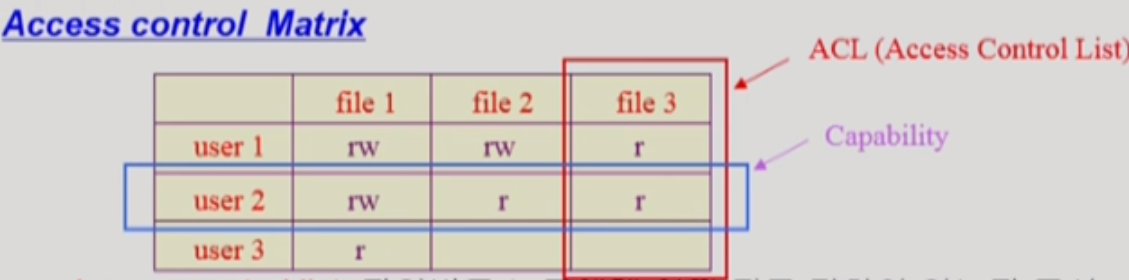 Access control Matrix
ACL (Access Control List)
file 1 file 2 file 3
Capability
user 1 rw rw r
user 2 rw r r
user 3 r